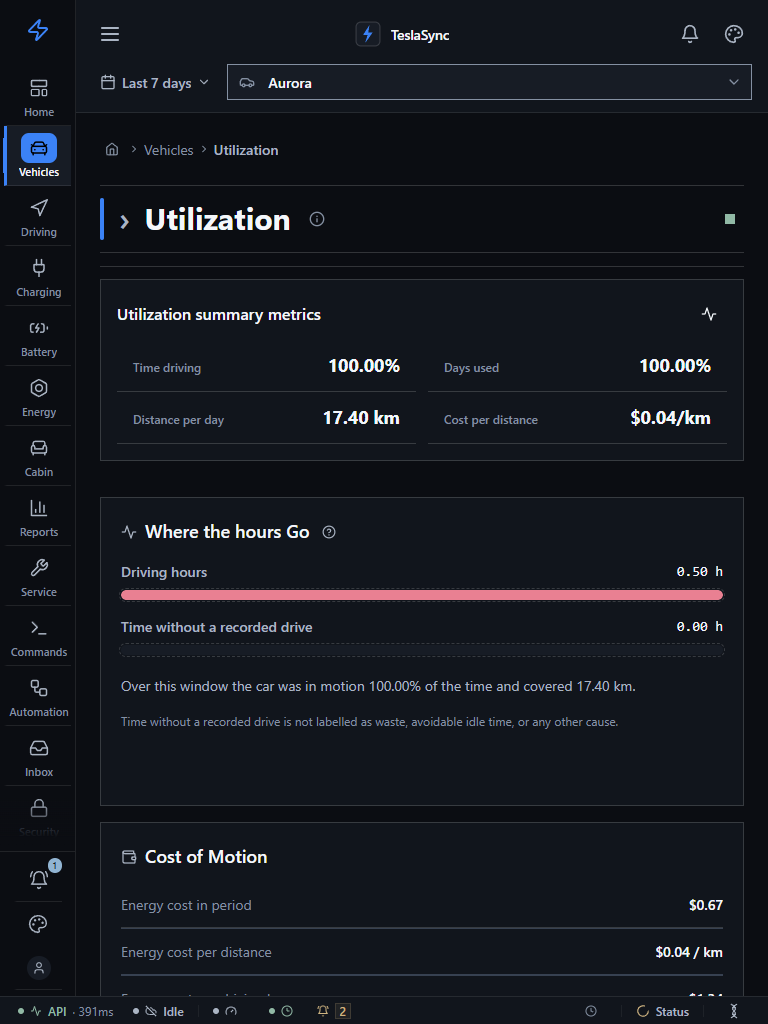 TeslaSync
Last 7 days
Aurora
Home
Vehicles
Driving
Charging
Battery
Energy
Cabin
Reports
Service
Commands
Automation
Inbox
Security
1
Vehicles > Utilization
› Utilization
Utilization summary metrics
Time driving 100.00%
Days used 100.00%
Distance per day 17.40 km
Cost per distance $0.04/km
Where the hours Go
Driving hours 0.50 h
Time without a recorded drive 0.00 h
Over this window the car was in motion 100.00% of the time and covered 17.40 km.
Time without a recorded drive is not labelled as waste, avoidable idle time, or any other cause.
Cost of Motion
Energy cost in period $0.67
Energy cost per distance $0.04 / km
API · 391ms Idle 2 Status